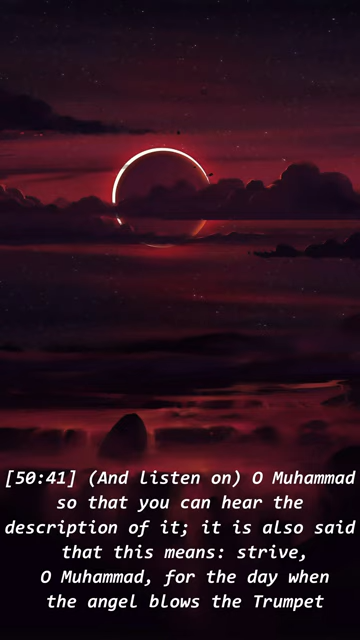 [50:41] (And listen on) O Muhammad
so that you can hear the
description of it; it is also said
that this means: strive,
O Muhammad, for the day when
the angel blows the Trumpet